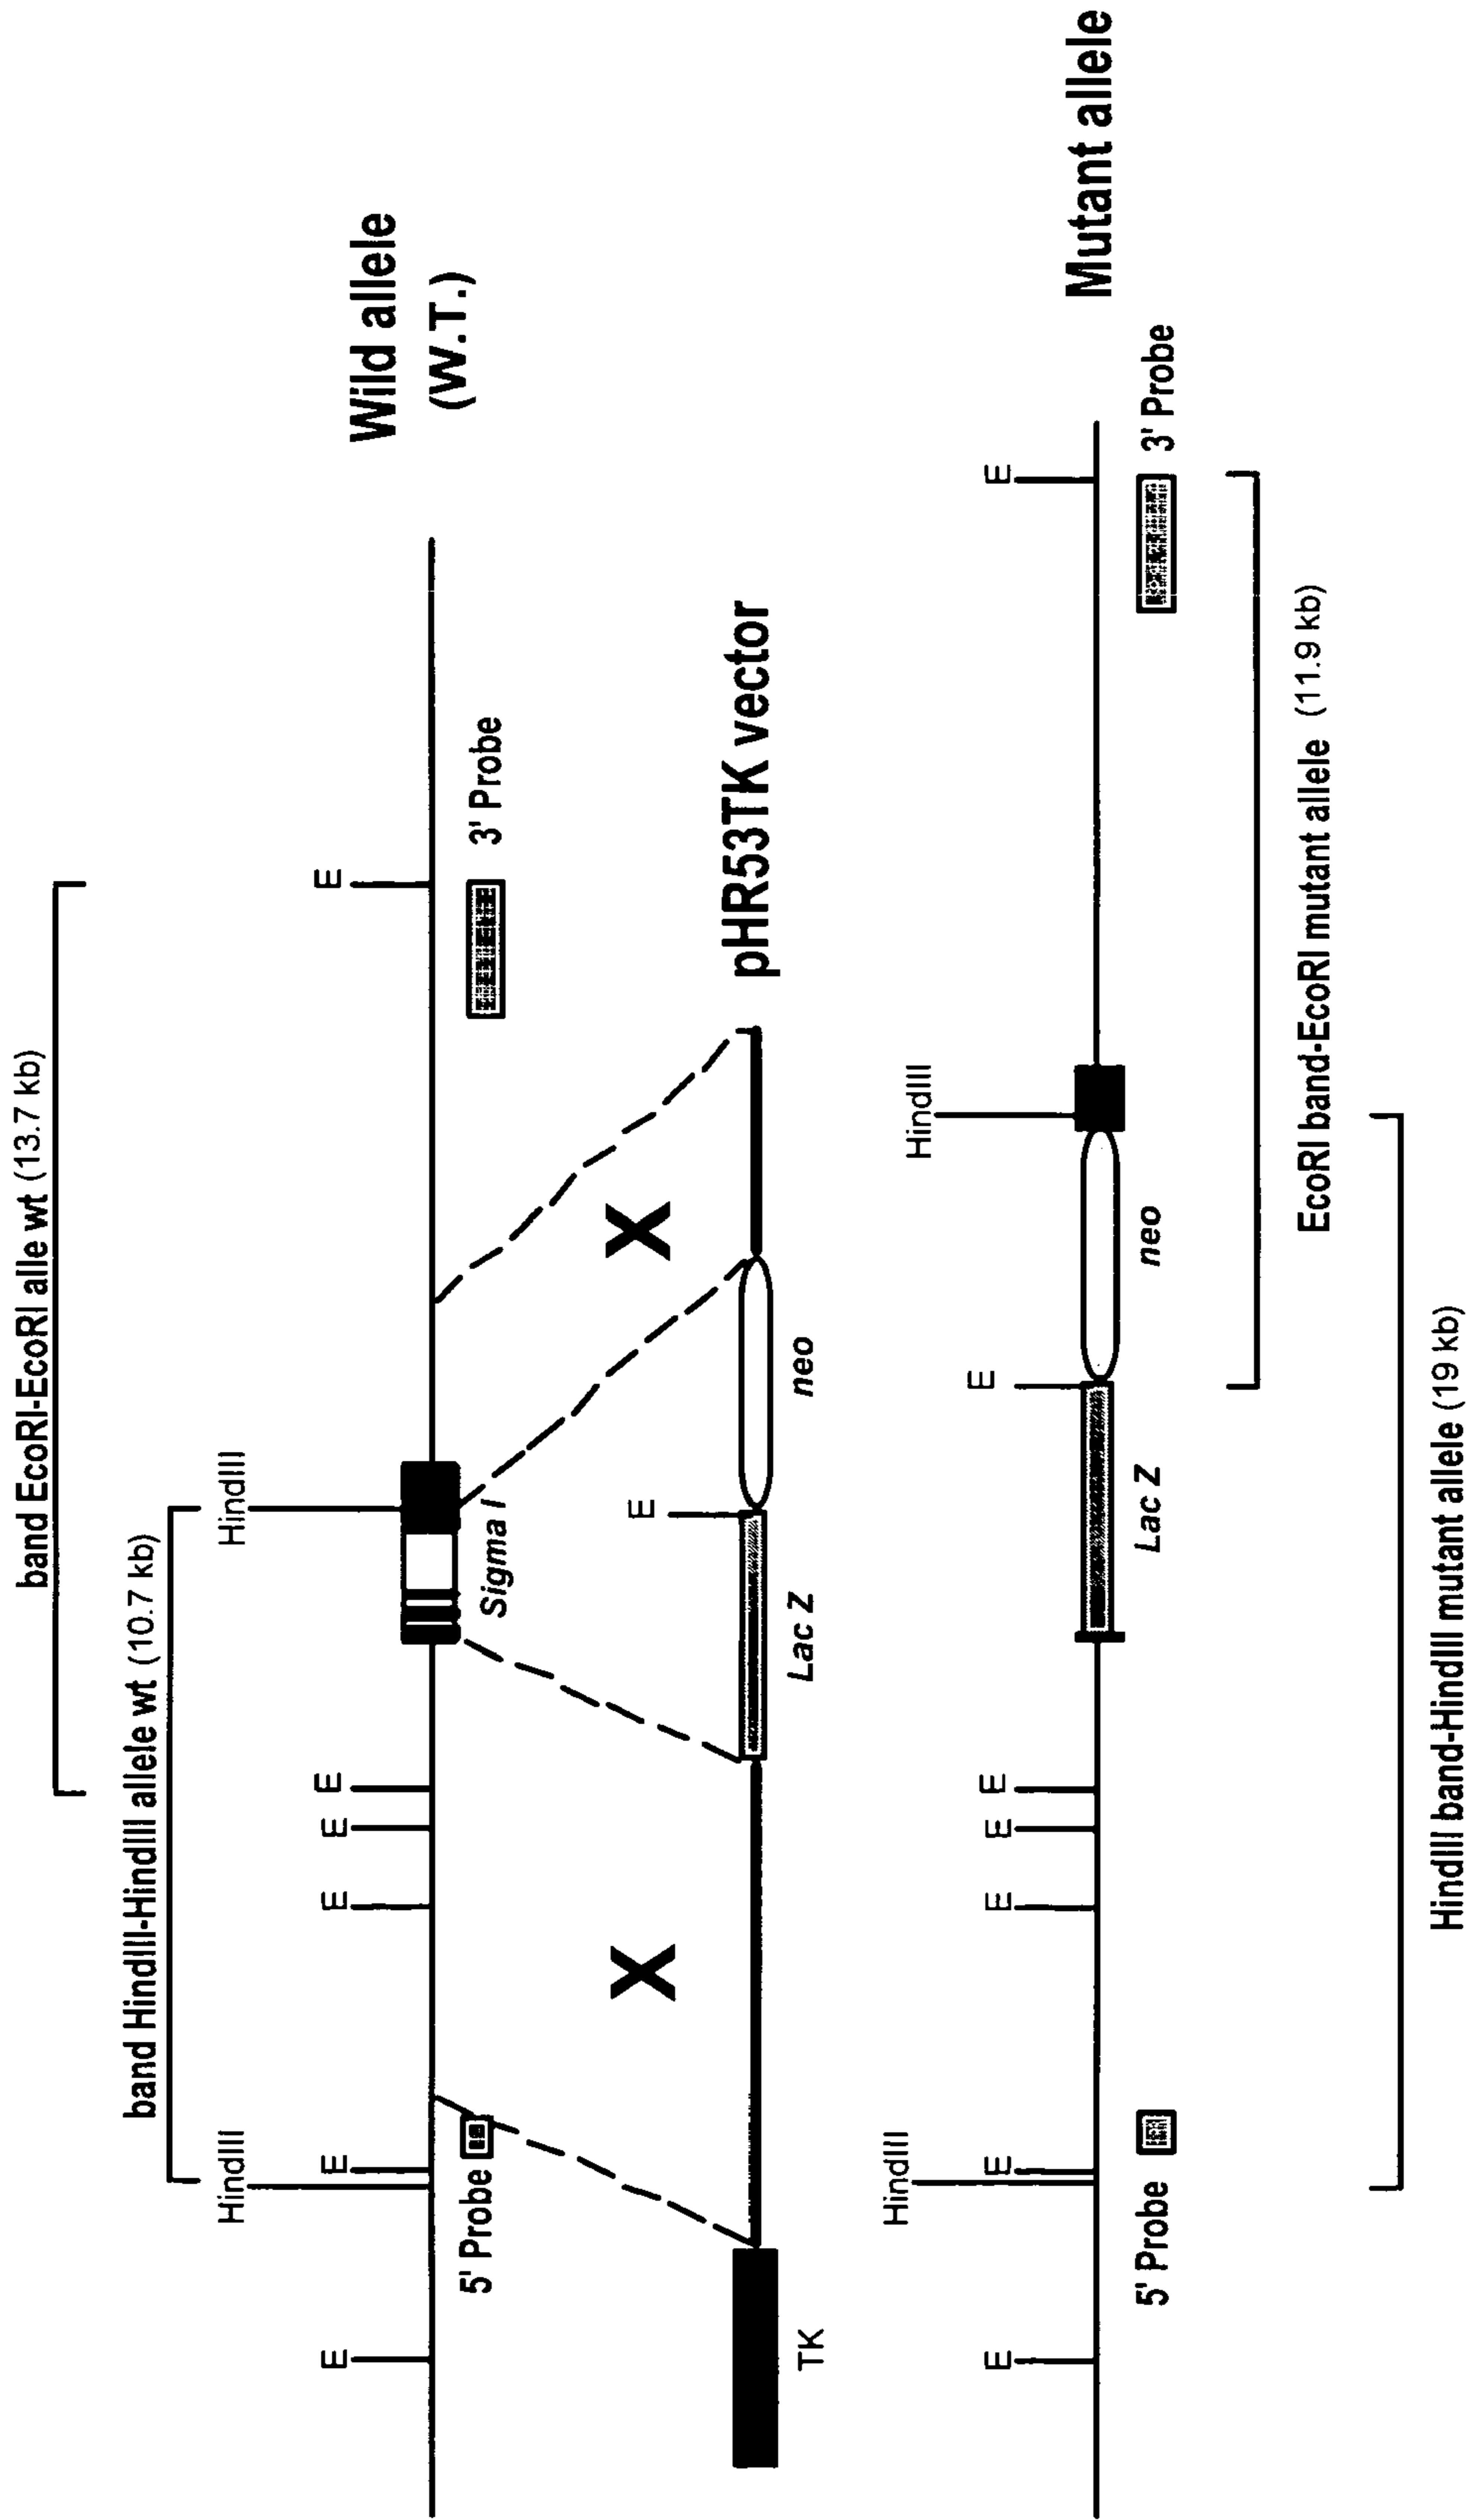 band EcoRI-EcoRI alle wt (13.7 kb)
band HindIII-HindIII allele wt (10.7 kb)
HindIII
HindIII
E
E
E
E
E
E
Wild allele
(W.T.)
5' Probe
Sigma I
3' Probe
X
X
E
pHR53TK vector
TK
Lac Z
neo
HindIII
HindIII
E
E
E
E
E
E
E
Mutant allele
5' Probe
Lac Z
neo
3' Probe
EcoRI band-EcoRI mutant allele (11.9 kb)
HindIII band-HindIII mutant allele (19 kb)